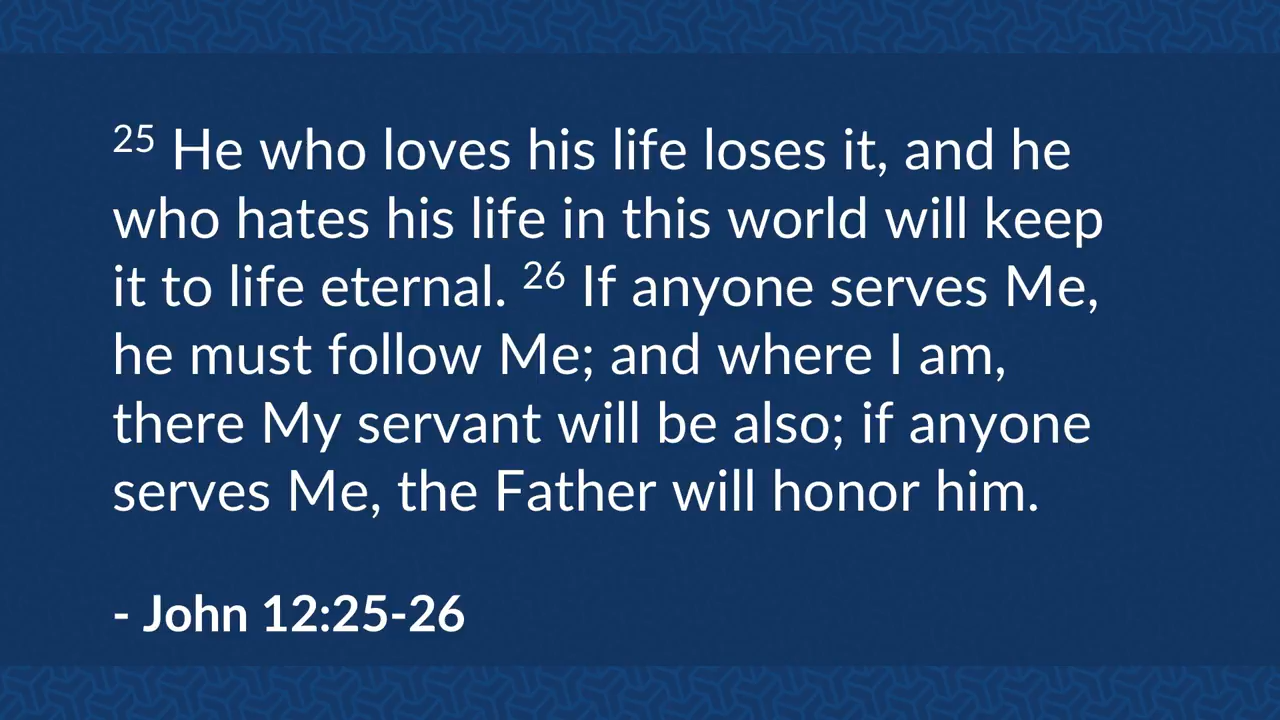 25 He who loves his life loses it, and he
who hates his life in this world will keep
it to life eternal. 26 If anyone serves Me,
he must follow Me; and where I am,
there My servant will be also; if anyone
serves Me, the Father will honor him.
- John 12:25-26